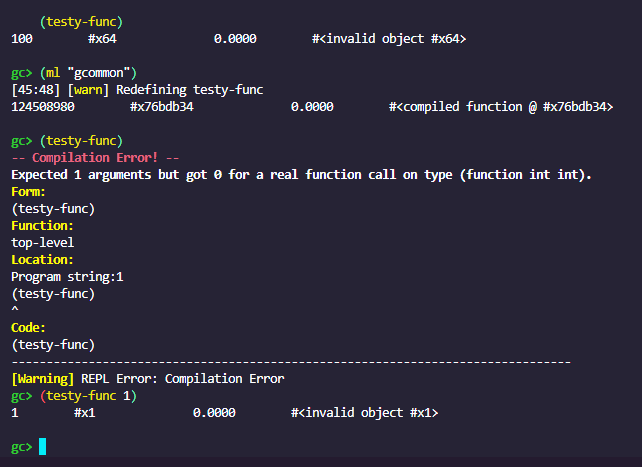 (testy-func)
100 #x64 0.0000 #<invalid object #x64>
gc> (ml "gcommon")
[45:48] [warn] Redefining testy-func
124508980 #x76bdb34 0.0000 #<compiled function @ #x76bdb34>
gc> (testy-func)
-- Compilation Error! --
Expected 1 arguments but got 0 for a real function call on type (function int int).
Form:
(testy-func)
Function:
top-level
Location:
Program string:1
(testy-func)
^
Code:
(testy-func)
--------------------------------------------------------------------------------
[Warning] REPL Error: Compilation Error
gc> (testy-func 1)
1 #x1 0.0000 #<invalid object #x1>
gc>